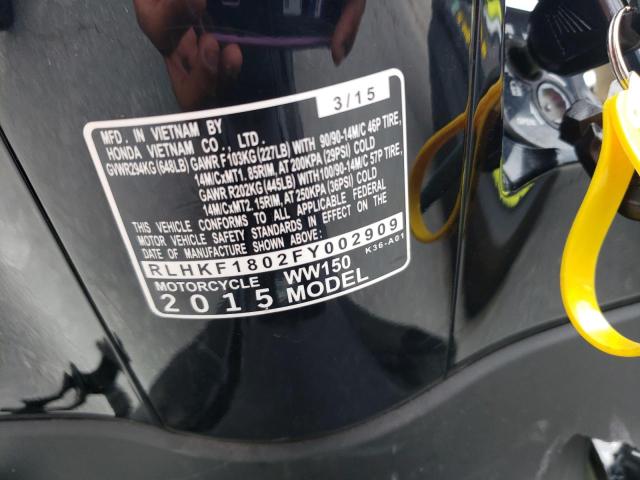 3/15
MFD. IN VIETNAM BY
HONDA VIETNAM CO., LTD.
GVWR294KG (648LB) GAWR F103KG (227LB) WITH 90/90-14M/C 46P TIRE,
14M/CxMT1.85RIM, AT 200KPA (29PSI) COLD
GAWR R202KG (445LB) WITH 100/90-14M/C 57P TIRE,
14M/CxMT2.15RIM, AT 250KPA (36PSI) COLD
THIS VEHICLE CONFORMS TO ALL APPLICABLE FEDERAL
MOTOR VEHICLE SAFETY STANDARDS IN EFFECT ON THE
DATE OF MANUFACTURE SHOWN ABOVE.
RLHKF1802FY002909
K36-A01
MOTORCYCLE WW150
2015 MODEL